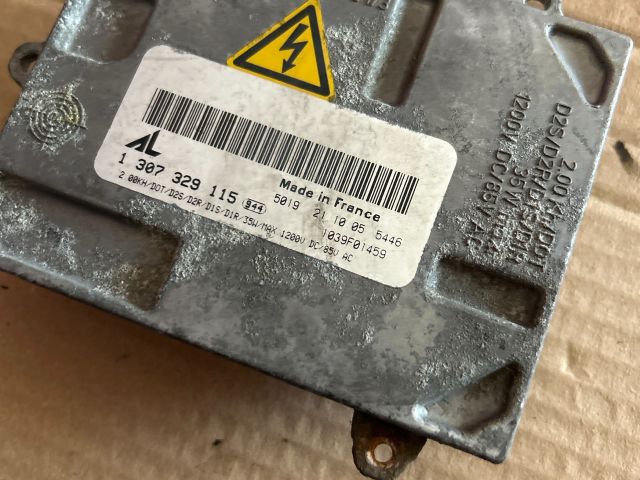 AL
1 307 329 115 944
Made in France
5019 21 10 05 5446
1039F01459
2.00KH/DOT/D2S/D2R/D1S/D1R/35W/MAX 1200V DC/85V AC
2.00 KH/DOT
D2S/D2R/D1S/D1R
35W max
1200V DC/85V AC